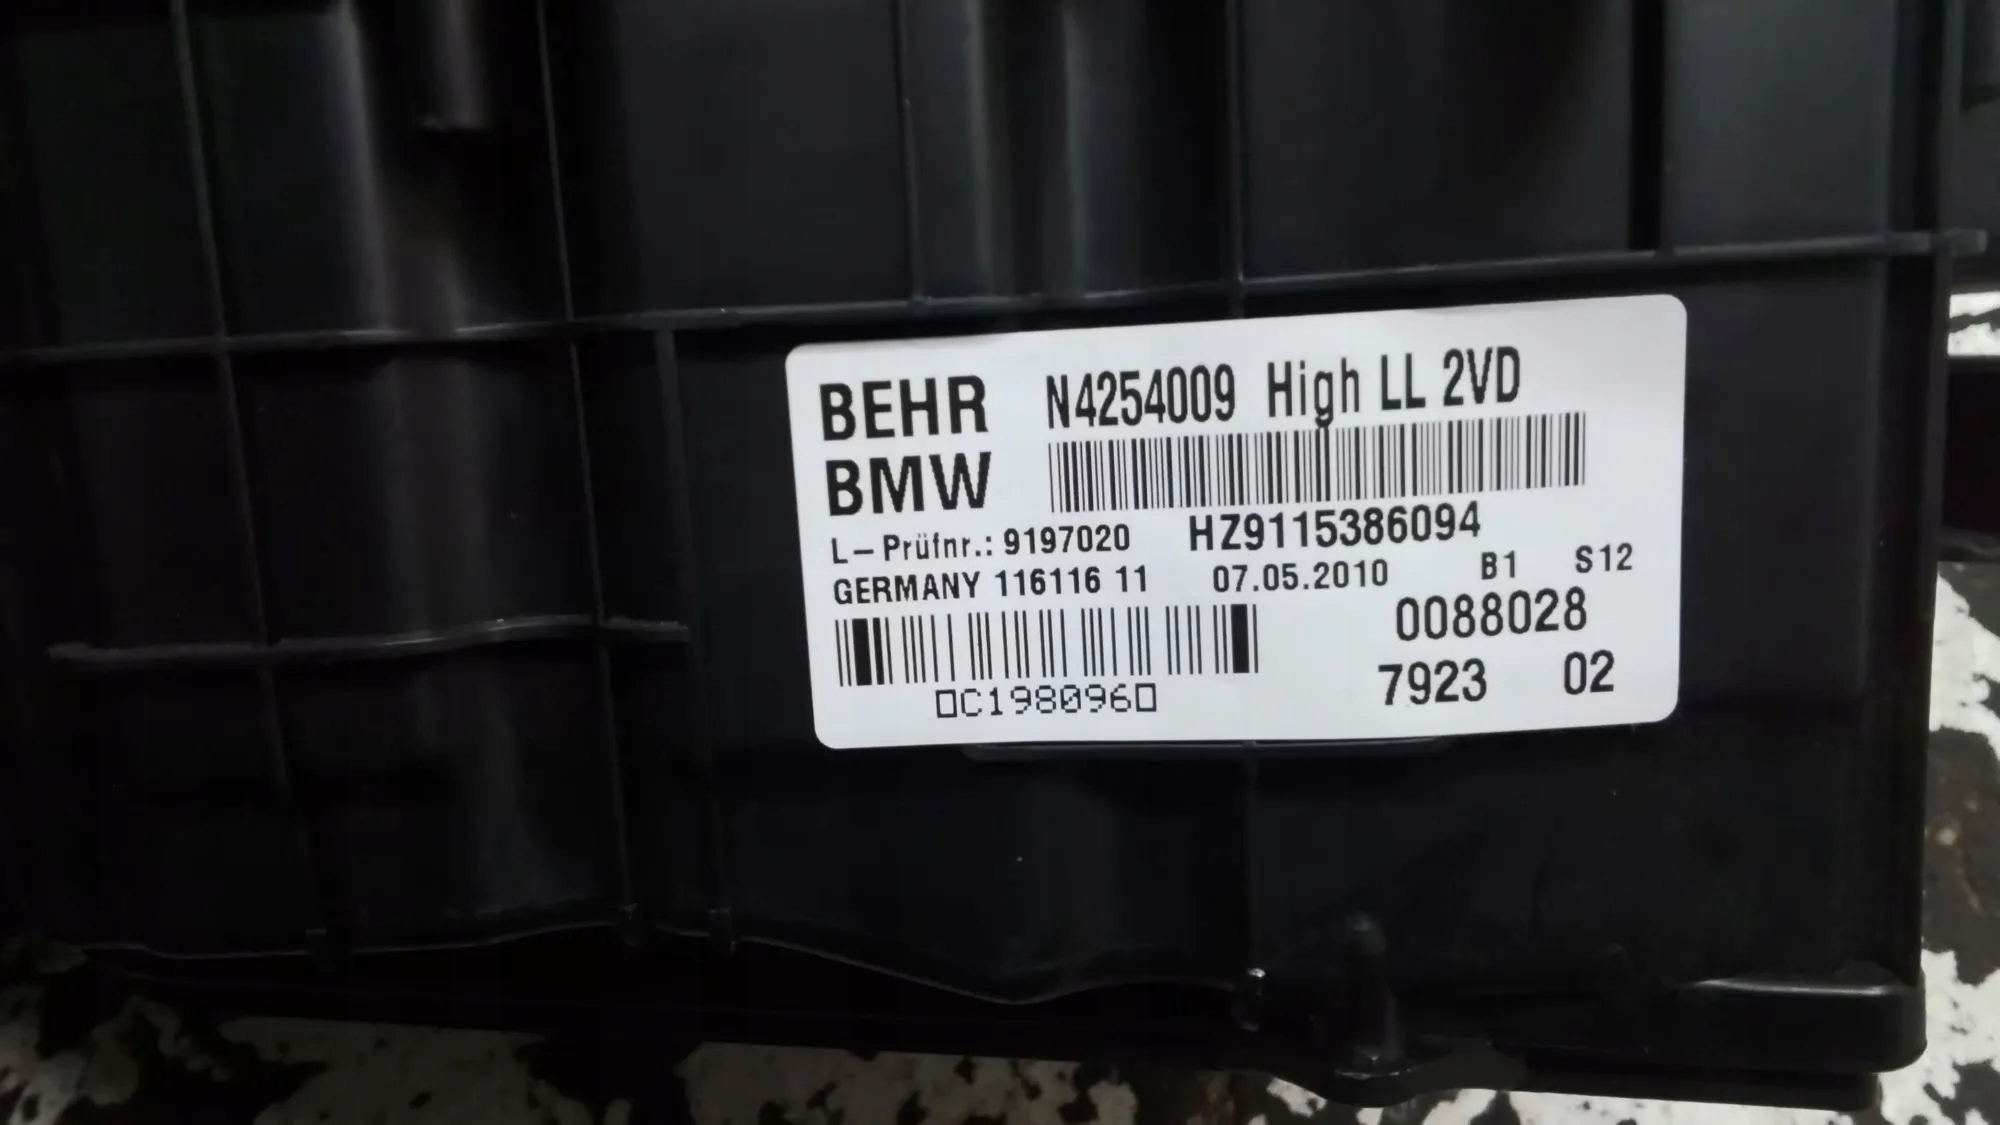 BEHR N4254009 High LL 2VD
BMW
L-Prüfnr.: 9197020 HZ9115386094
GERMANY 116116 11 07.05.2010 B1 S12
0088028
▯C198096▯ 7923 02